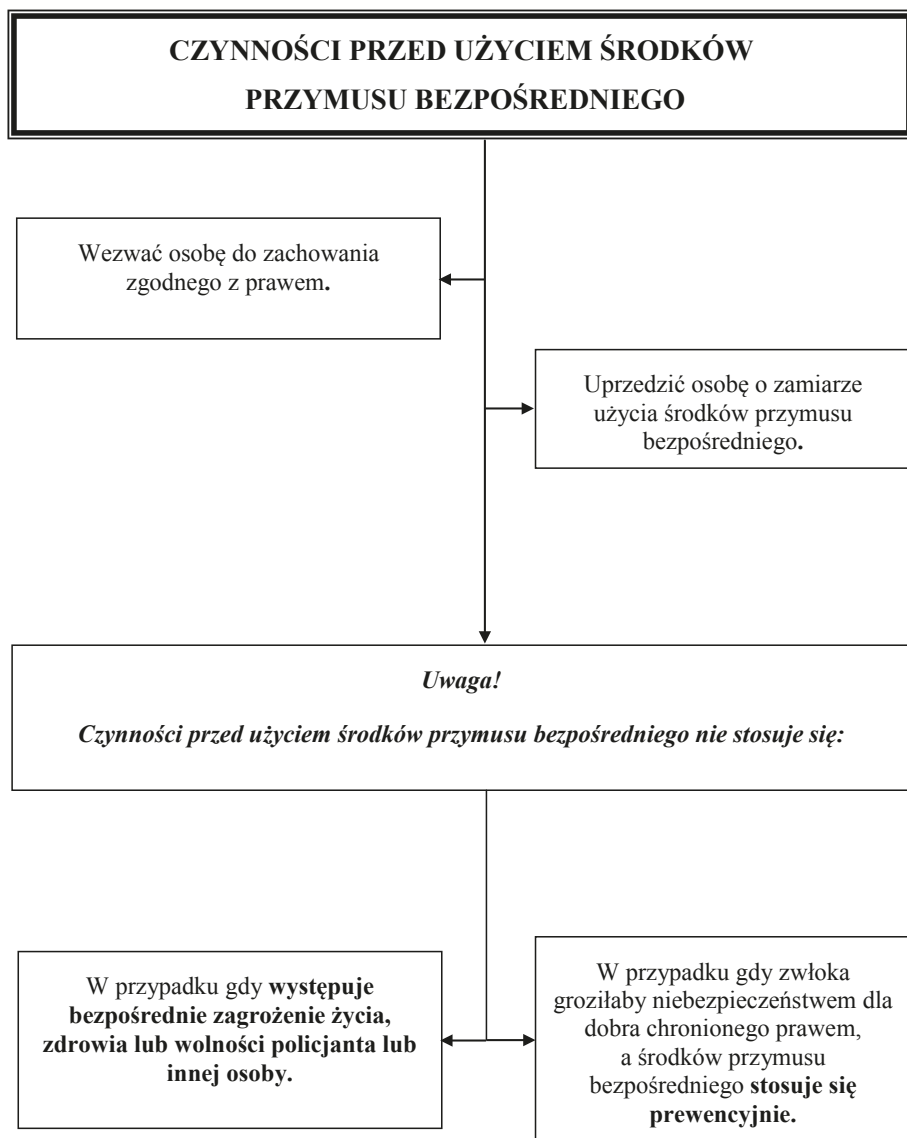 CZYNNOŚCI PRZED UŻYCIEM ŚRODKÓW
PRZYMUSU BEZPOŚREDNIEGO
Wezwać osobę do zachowania
zgodnego z prawem.
Uprzedzić osobę o zamiarze
użycia środków przymusu
bezpośredniego.
Uwaga!
Czynności przed użyciem środków przymusu bezpośredniego nie stosuje się:
W przypadku gdy występuje
bezpośrednie zagrożenie życia,
zdrowia lub wolności policjanta lub
innej osoby.
W przypadku gdy zwłoka
groziłaby niebezpieczeństwem dla
dobra chronionego prawem,
a środków przymusu
bezpośredniego stosuje się
prewencyjnie.